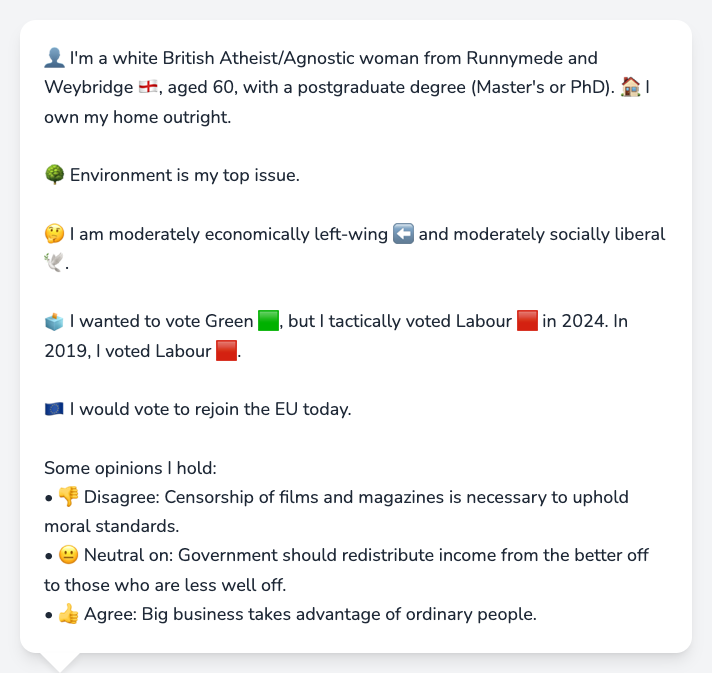 👤 I'm a white British Atheist/Agnostic woman from Runnymede and
Weybridge 🏴󠁧󠁢󠁥󠁮󠁧󠁿, aged 60, with a postgraduate degree (Master's or PhD). 🏠 I
own my home outright.
🌳 Environment is my top issue.
🤔 I am moderately economically left-wing ⬅️ and moderately socially liberal
🕊️.
🗳️ I wanted to vote Green 🟩, but I tactically voted Labour 🟥 in 2024. In
2019, I voted Labour 🟥.
🇪🇺 I would vote to rejoin the EU today.
Some opinions I hold:
• 👎 Disagree: Censorship of films and magazines is necessary to uphold
moral standards.
• 😐 Neutral on: Government should redistribute income from the better off
to those who are less well off.
• 👍 Agree: Big business takes advantage of ordinary people.